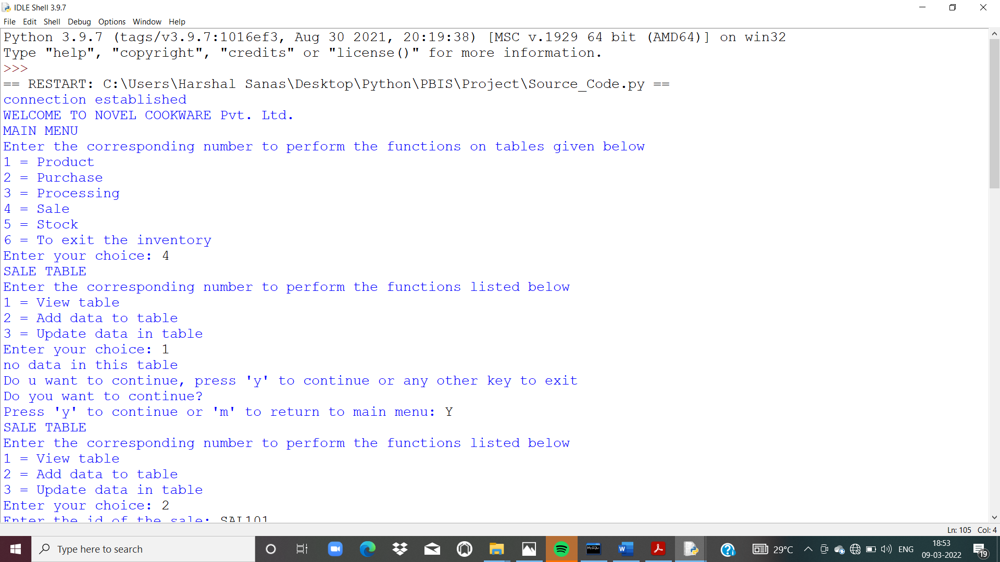 IDLE Shell 3.9.7
File Edit Shell Debug Options Window Help
Python 3.9.7 (tags/v3.9.7:1016ef3, Aug 30 2021, 20:19:38) [MSC v.1929 64 bit (AMD64)] on win32
Type "help", "copyright", "credits" or "license()" for more information.
>>>
== RESTART: C:\Users\Harshal Sanas\Desktop\Python\PBIS\Project\Source_Code.py ==
connection established
WELCOME TO NOVEL COOKWARE Pvt. Ltd.
MAIN MENU
Enter the corresponding number to perform the functions on tables given below
1 = Product
2 = Purchase
3 = Processing
4 = Sale
5 = Stock
6 = To exit the inventory
Enter your choice: 4
SALE TABLE
Enter the corresponding number to perform the functions listed below
1 = View table
2 = Add data to table
3 = Update data in table
Enter your choice: 1
no data in this table
Do u want to continue, press 'y' to continue or any other key to exit
Do you want to continue?
Press 'y' to continue or 'm' to return to main menu: Y
SALE TABLE
Enter the corresponding number to perform the functions listed below
1 = View table
2 = Add data to table
3 = Update data in table
Enter your choice: 2
Enter the id of the sale: SAL101
Ln: 105 Col: 4
Type here to search
MySQL
W
29°C
ENG
18:53
09-03-2022
19